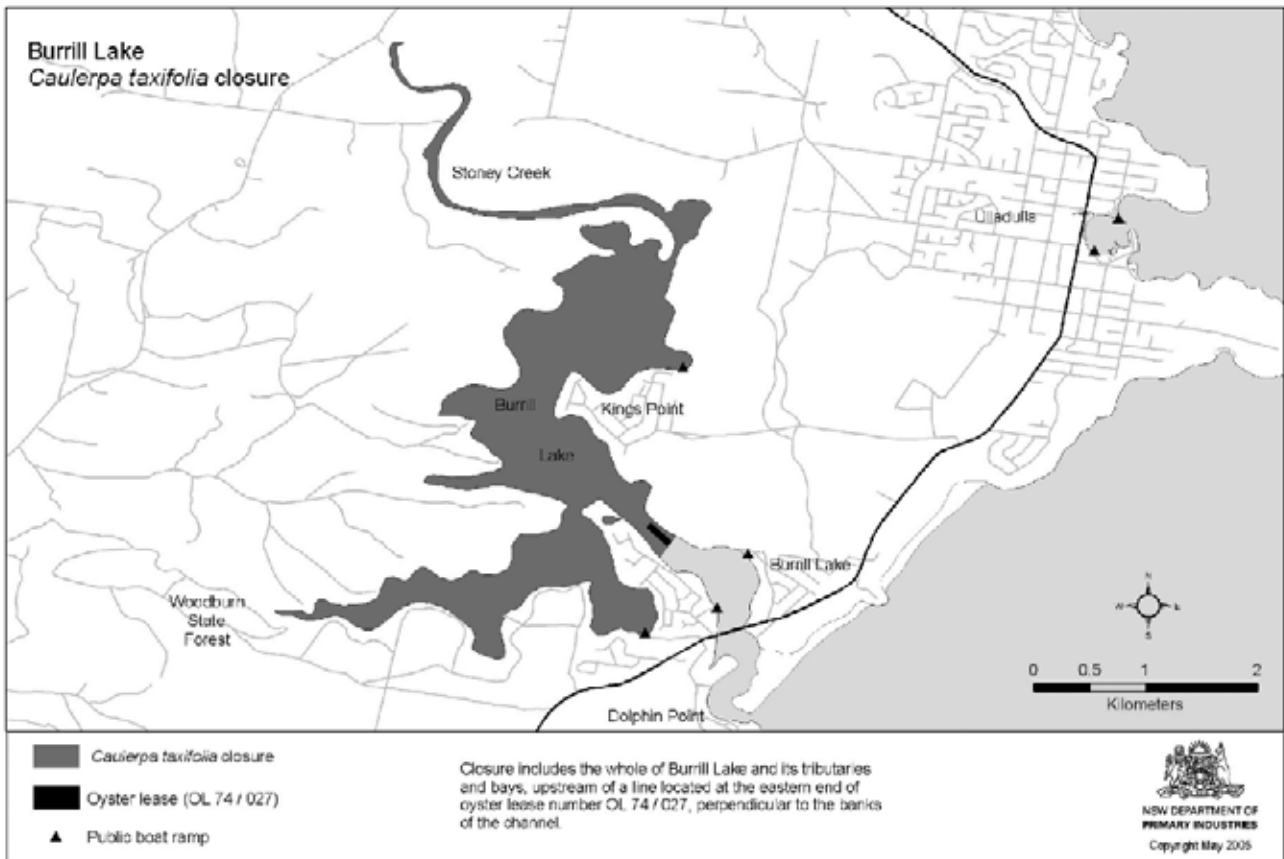 Burrill Lake
Caulerpa taxifolia closure
Stoney Creek
Ulladulla
Burrill
Kings Point
Lake
Burrill Lake
Woodburn
State
Forest
N
W E
S
0 0.5 1 2
Kilometers
Dolphin Point
Caulerpa taxifolia closure
Oyster lease (OL 74 / 027)
Public boat ramp
Closure includes the whole of Burrill Lake and its tributaries
and bays, upstream of a line located at the eastern end of
oyster lease number OL 74 / 027, perpendicular to the banks
of the channel.
NSW DEPARTMENT OF
PRIMARY INDUSTRIES
Copyright May 2006